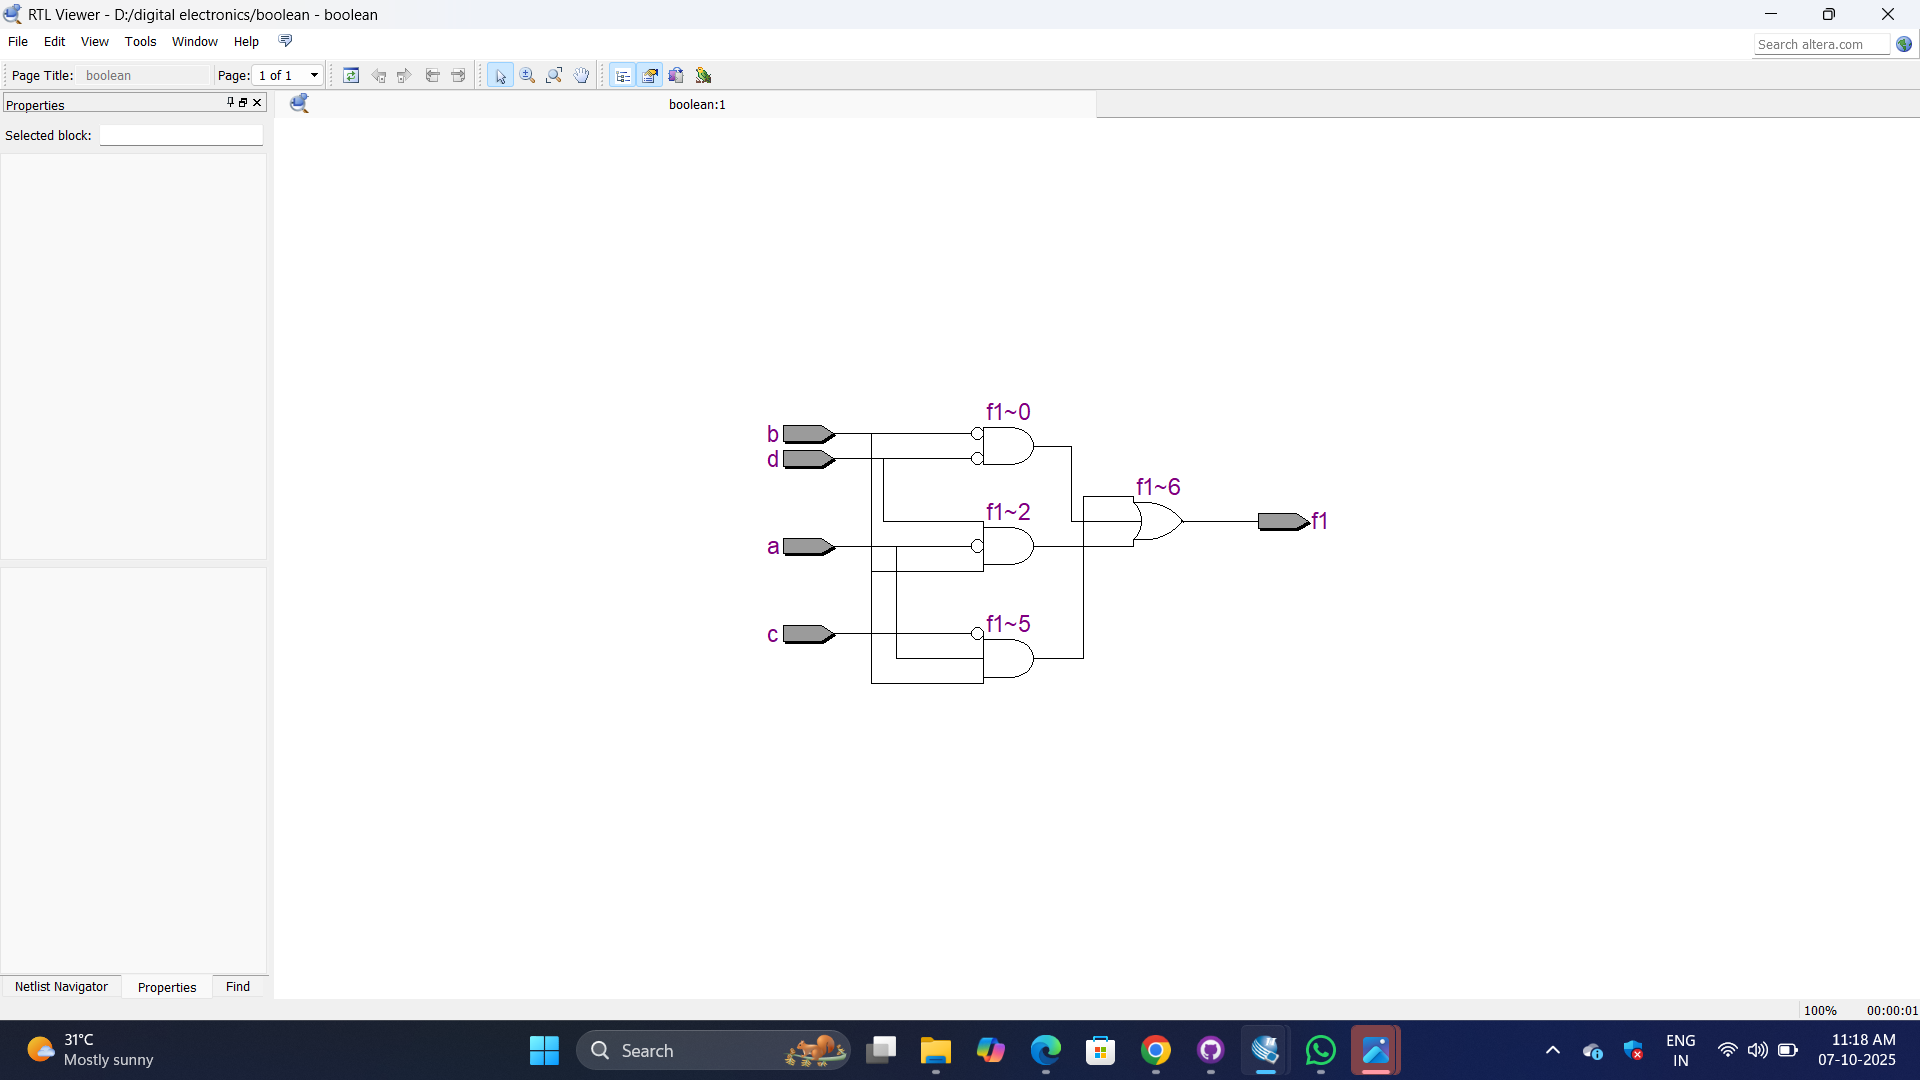 RTL Viewer - D:/digital electronics/boolean - boolean
File Edit View Tools Window Help
Search altera.com
Page Title: boolean Page: 1 of 1
Properties
boolean:1
Selected block:
f1~0
b
d
f1~6
f1~2
f1
a
f1~5
c
Netlist Navigator Properties Find
100% 00:00:01
31°C
Mostly sunny
Search
ENG
IN
11:18 AM
07-10-2025